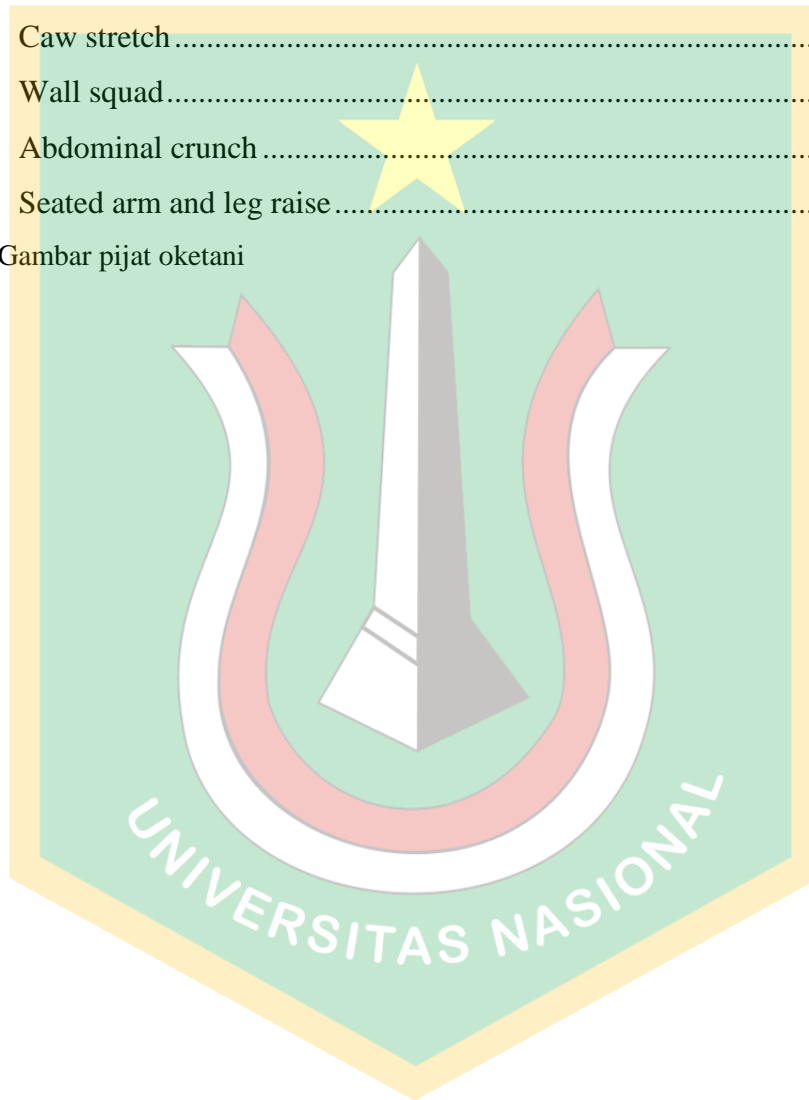 Caw stretch................................................................................
Wall squad.................................................................................
Abdominal crunch.....................................................................
Seated arm and leg raise............................................................
Gambar pijat oketani
UNIVERSITAS NASIONAL